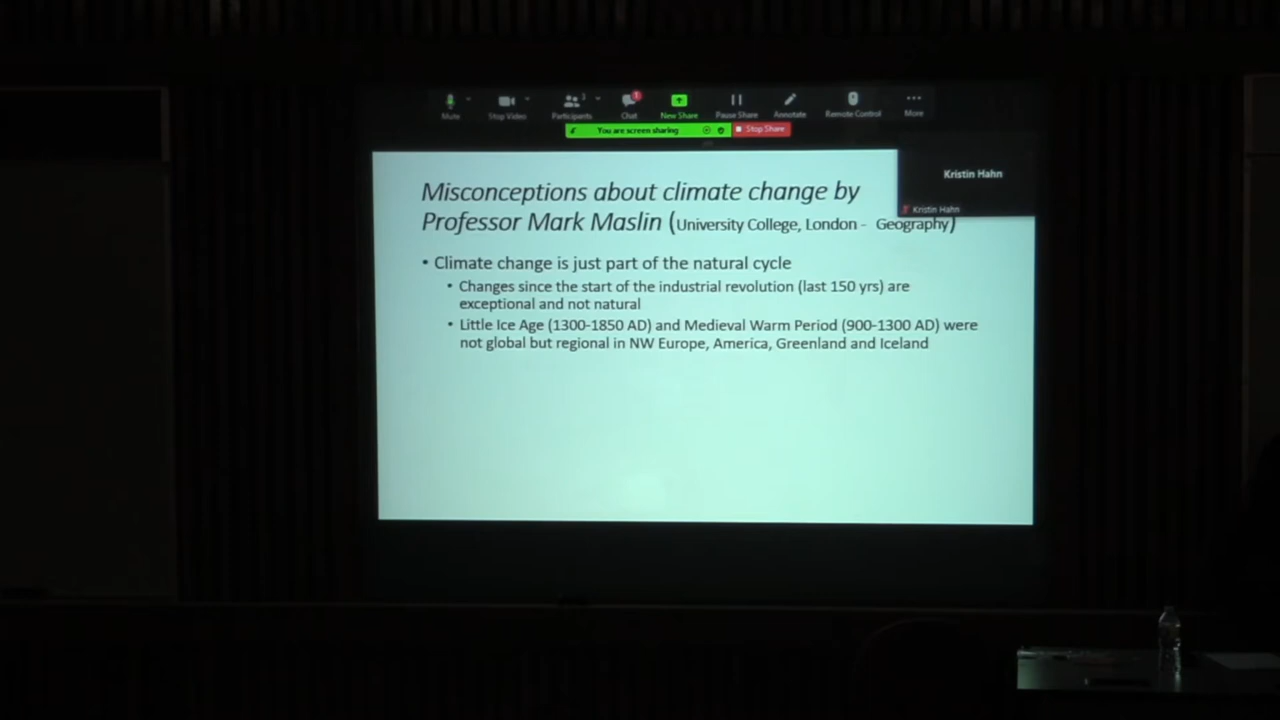 Mute
Stop Video
Participants
3
Chat
1
New Share
Pause Share
Annotate
Remote Control
More
You are screen sharing
Stop Share
Kristin Hahn
Kristin Hahn
Misconceptions about climate change by
Professor Mark Maslin (University College, London - Geography)
• Climate change is just part of the natural cycle
• Changes since the start of the industrial revolution (last 150 yrs) are
exceptional and not natural
• Little Ice Age (1300-1850 AD) and Medieval Warm Period (900-1300 AD) were
not global but regional in NW Europe, America, Greenland and Iceland